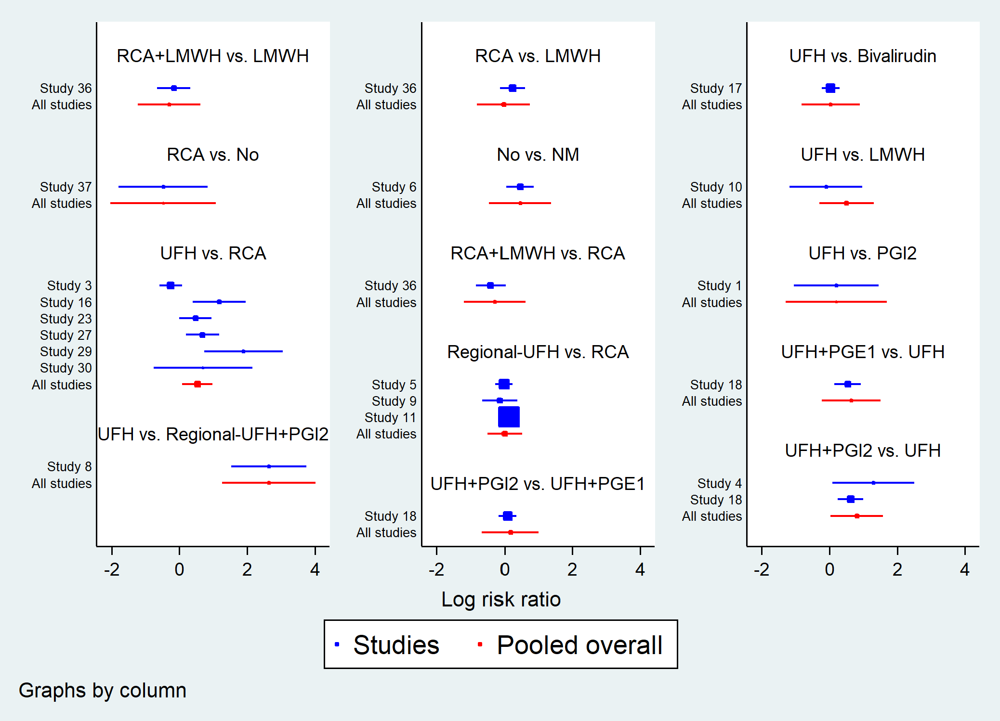 RCA+LMWH vs. LMWH
Study 36
All studies
RCA vs. No
Study 37
All studies
UFH vs. RCA
Study 3
Study 16
Study 23
Study 27
Study 29
Study 30
All studies
UFH vs. Regional-UFH+PGI2
Study 8
All studies
-2 0 2 4
RCA vs. LMWH
Study 36
All studies
No vs. NM
Study 6
All studies
RCA+LMWH vs. RCA
Study 36
All studies
Regional-UFH vs. RCA
Study 5
Study 9
Study 11
All studies
UFH+PGI2 vs. UFH+PGE1
Study 18
All studies
-2 0 2 4
UFH vs. Bivalirudin
Study 17
All studies
UFH vs. LMWH
Study 10
All studies
UFH vs. PGI2
Study 1
All studies
UFH+PGE1 vs. UFH
Study 18
All studies
UFH+PGI2 vs. UFH
Study 4
Study 18
All studies
-2 0 2 4
Log risk ratio
Studies Pooled overall
Graphs by column